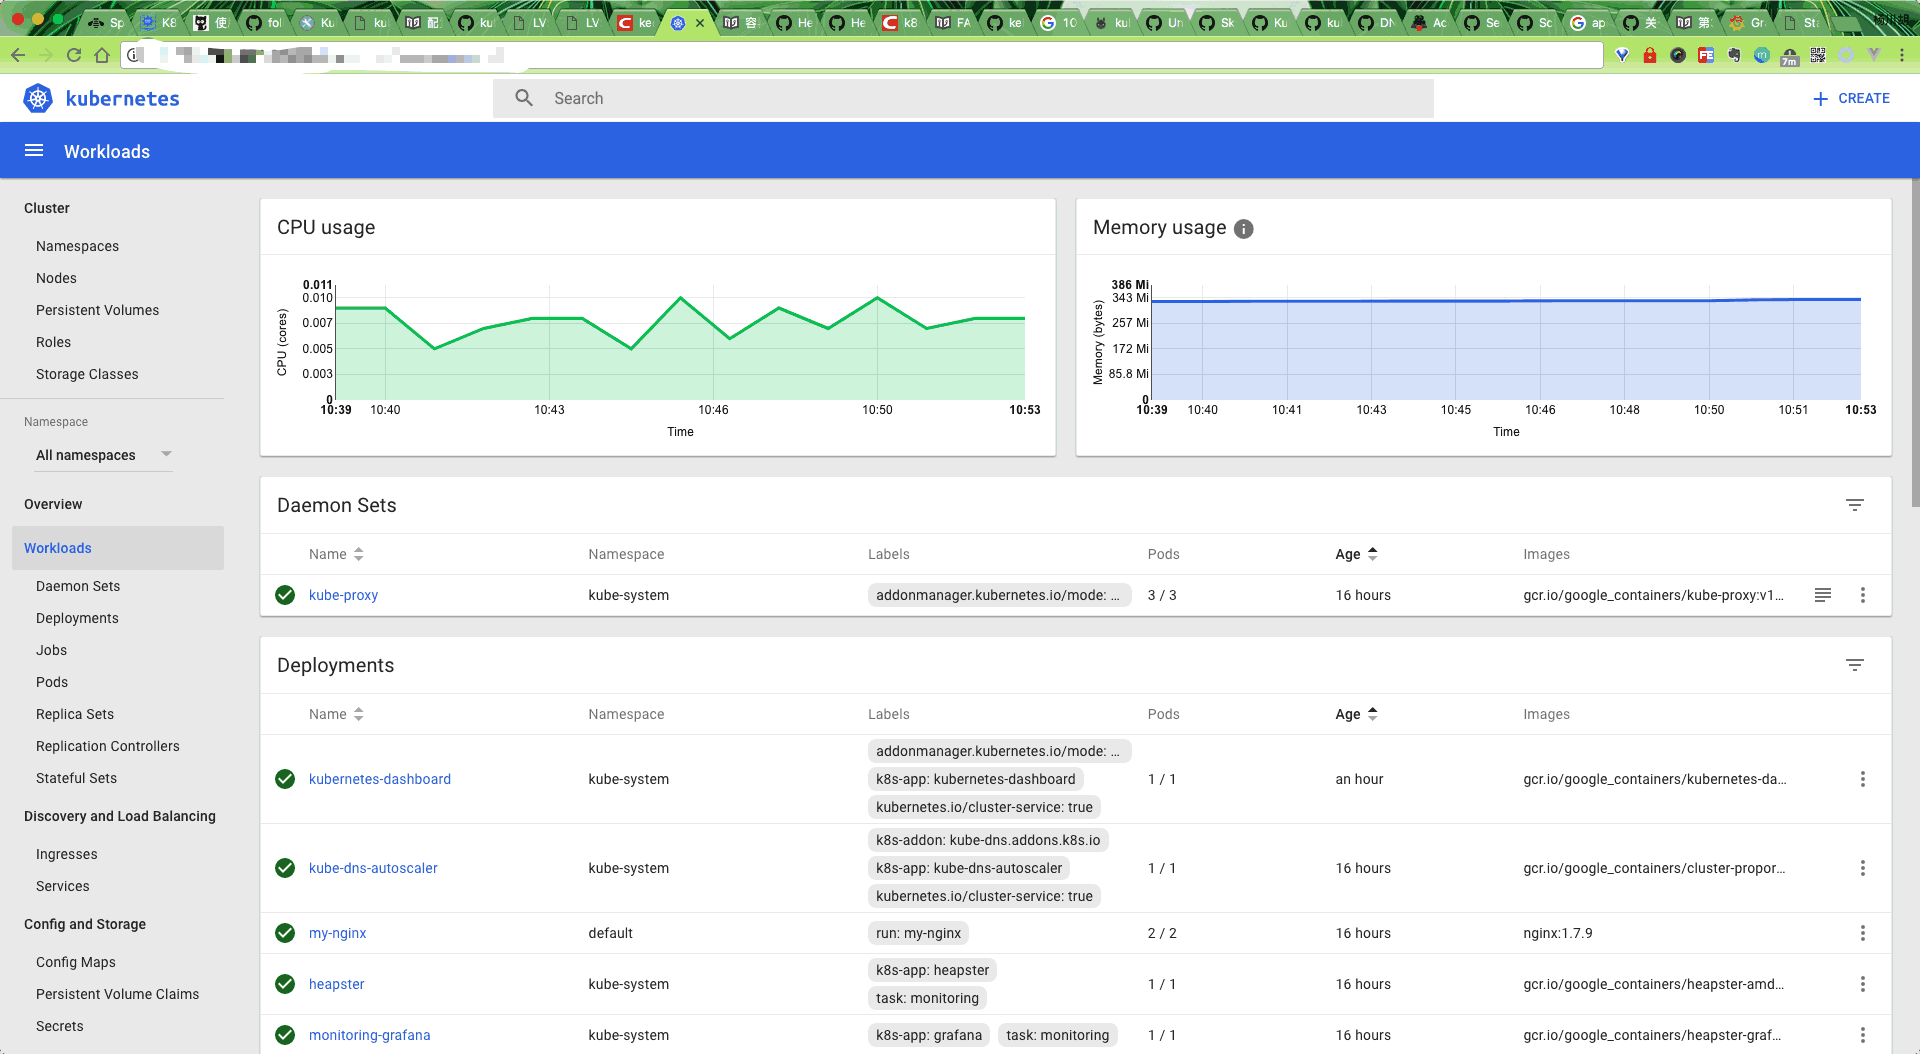 Sp K8 使 fol Ku ku 配 ku LV LV ke 容 He He k8 FA ke 10 kul Un Sk Ku ku DN Ac Se Sc ap 关 第 Gra Sta
7m
kubernetes
Search
CREATE
Workloads
Cluster
Namespaces
Nodes
Persistent Volumes
Roles
Storage Classes
Namespace
All namespaces
Overview
Workloads
Daemon Sets
Deployments
Jobs
Pods
Replica Sets
Replication Controllers
Stateful Sets
Discovery and Load Balancing
Ingresses
Services
Config and Storage
Config Maps
Persistent Volume Claims
Secrets
CPU usage
CPU (cores)
0.011
0.010
0.007
0.005
0.003
0
10:39 10:40 10:43 10:46 10:50 10:53
Time
Memory usage
Memory (bytes)
386 Mi
343 Mi
257 Mi
172 Mi
85.8 Mi
0
10:39 10:40 10:41 10:43 10:45 10:46 10:48 10:50 10:51 10:53
Time
Daemon Sets
Name Namespace Labels Pods Age Images
kube-proxy kube-system addonmanager.kubernetes.io/mode: ... 3 / 3 16 hours gcr.io/google_containers/kube-proxy:v1...
Deployments
Name Namespace Labels Pods Age Images
addonmanager.kubernetes.io/mode: ...
kubernetes-dashboard kube-system k8s-app: kubernetes-dashboard 1 / 1 an hour gcr.io/google_containers/kubernetes-da...
kubernetes.io/cluster-service: true
k8s-addon: kube-dns.addons.k8s.io
kube-dns-autoscaler kube-system k8s-app: kube-dns-autoscaler 1 / 1 16 hours gcr.io/google_containers/cluster-propor...
kubernetes.io/cluster-service: true
my-nginx default run: my-nginx 2 / 2 16 hours nginx:1.7.9
k8s-app: heapster
heapster kube-system 1 / 1 16 hours gcr.io/google_containers/heapster-amd...
task: monitoring
monitoring-grafana kube-system k8s-app: grafana task: monitoring 1 / 1 16 hours gcr.io/google_containers/heapster-graf...